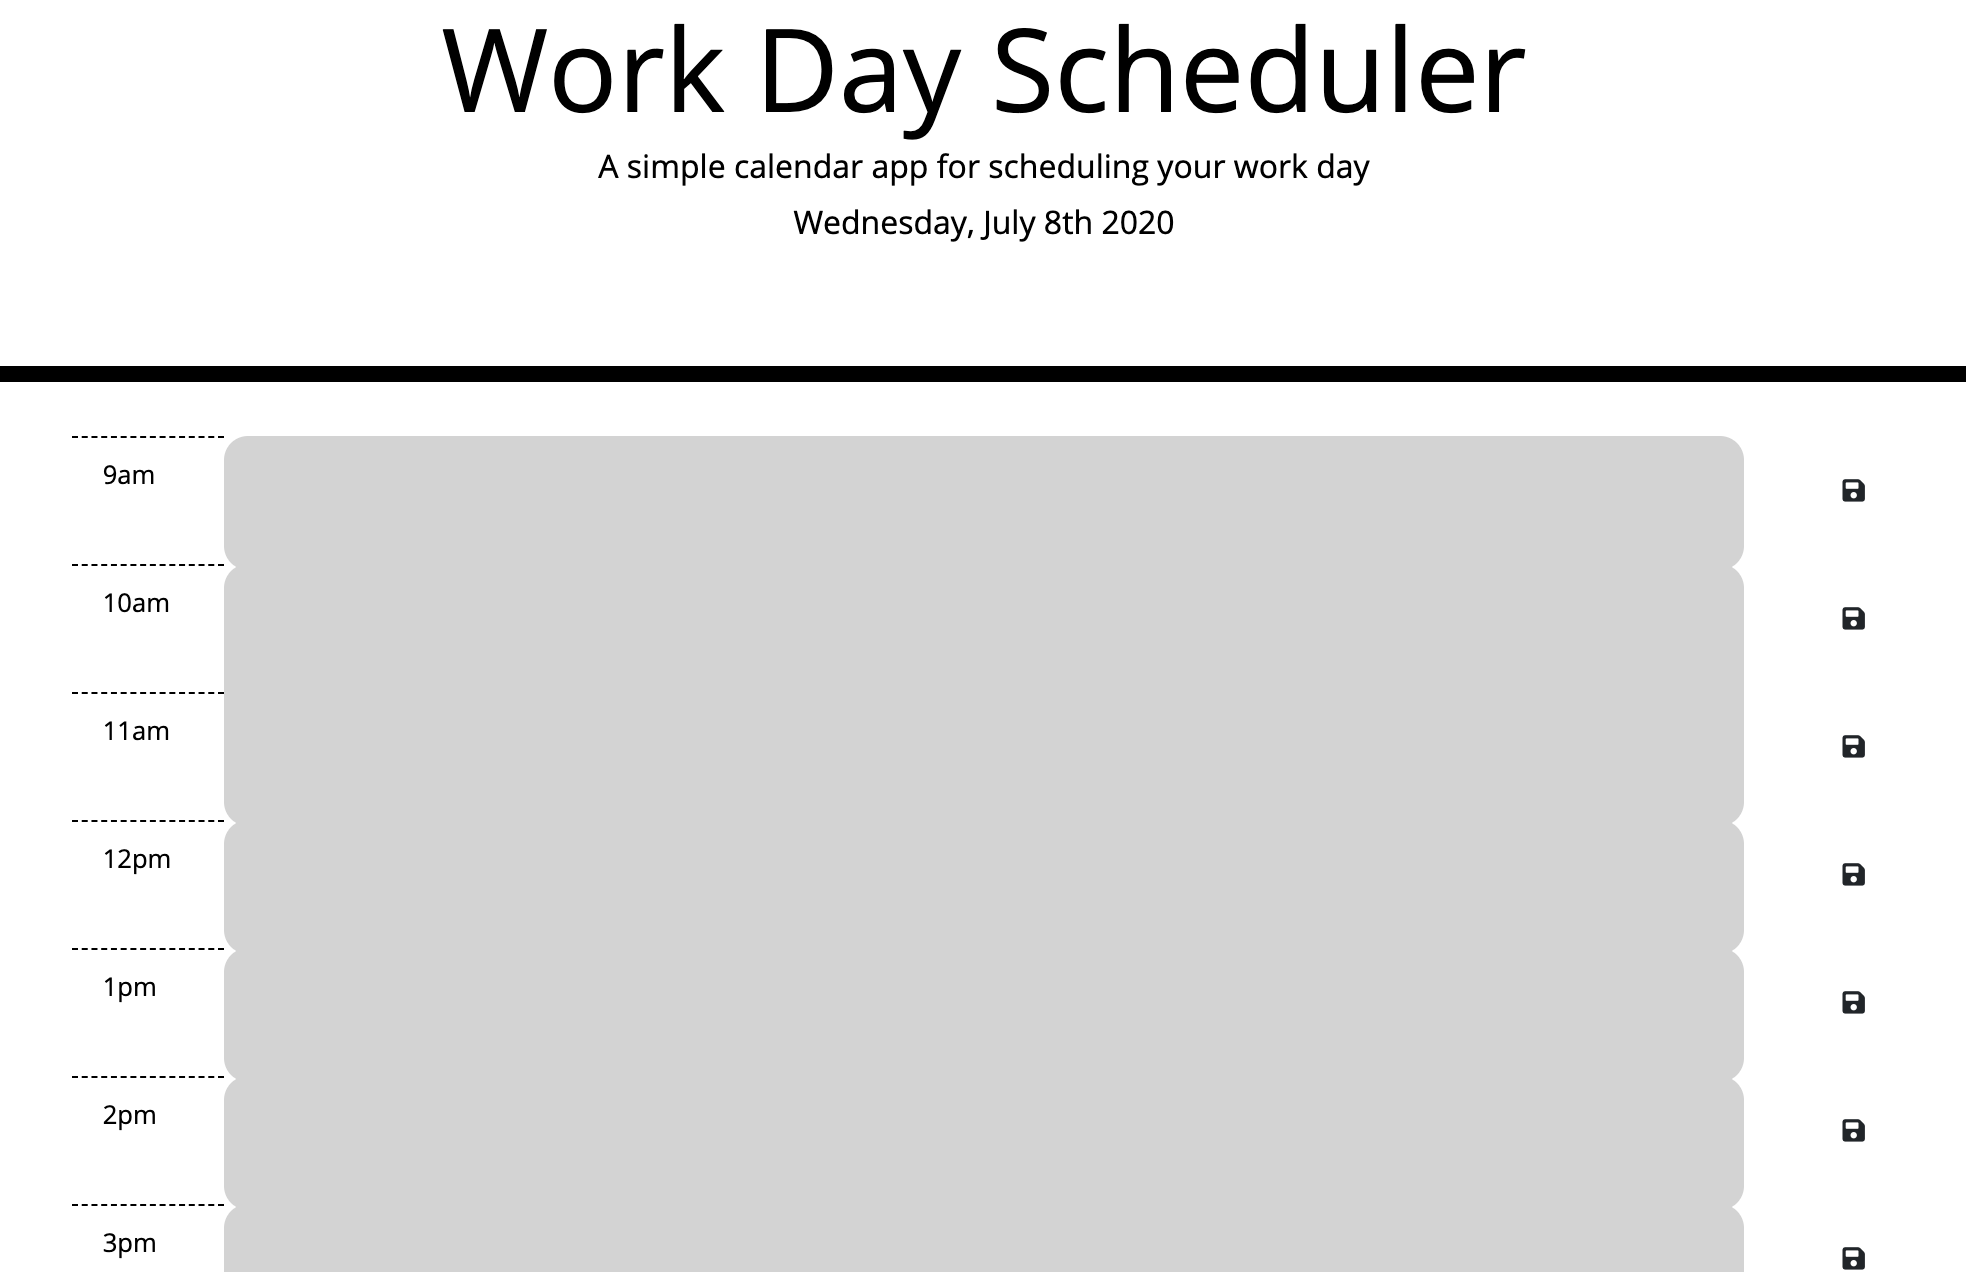 Work Day Scheduler
A simple calendar app for scheduling your work day
Wednesday, July 8th 2020
9am
10am
11am
12pm
1pm
2pm
3pm